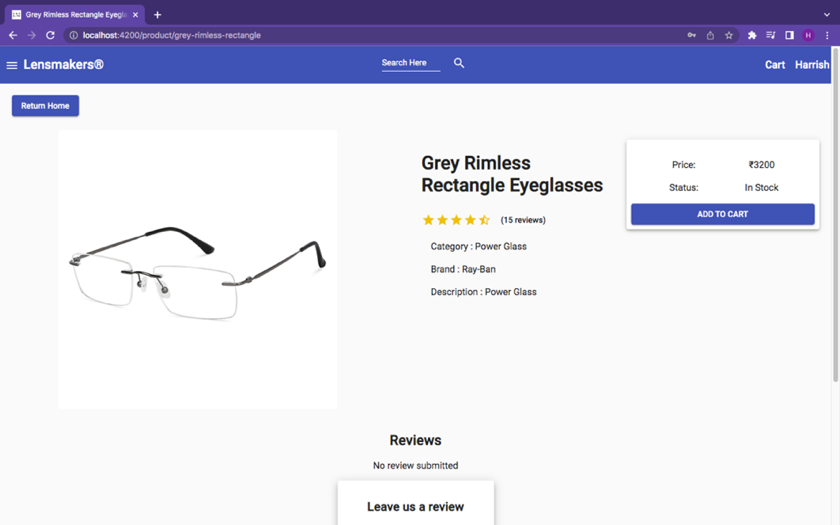 Grey Rimless Rectangle Eyegl
localhost:4200/product/grey-rimless-rectangle
H
Lensmakers®
Search Here
Cart
Harrish
Return Home
Grey Rimless
Rectangle Eyeglasses
(15 reviews)
Category : Power Glass
Brand : Ray-Ban
Description : Power Glass
Price: ₹3200
Status: In Stock
ADD TO CART
Reviews
No review submitted
Leave us a review